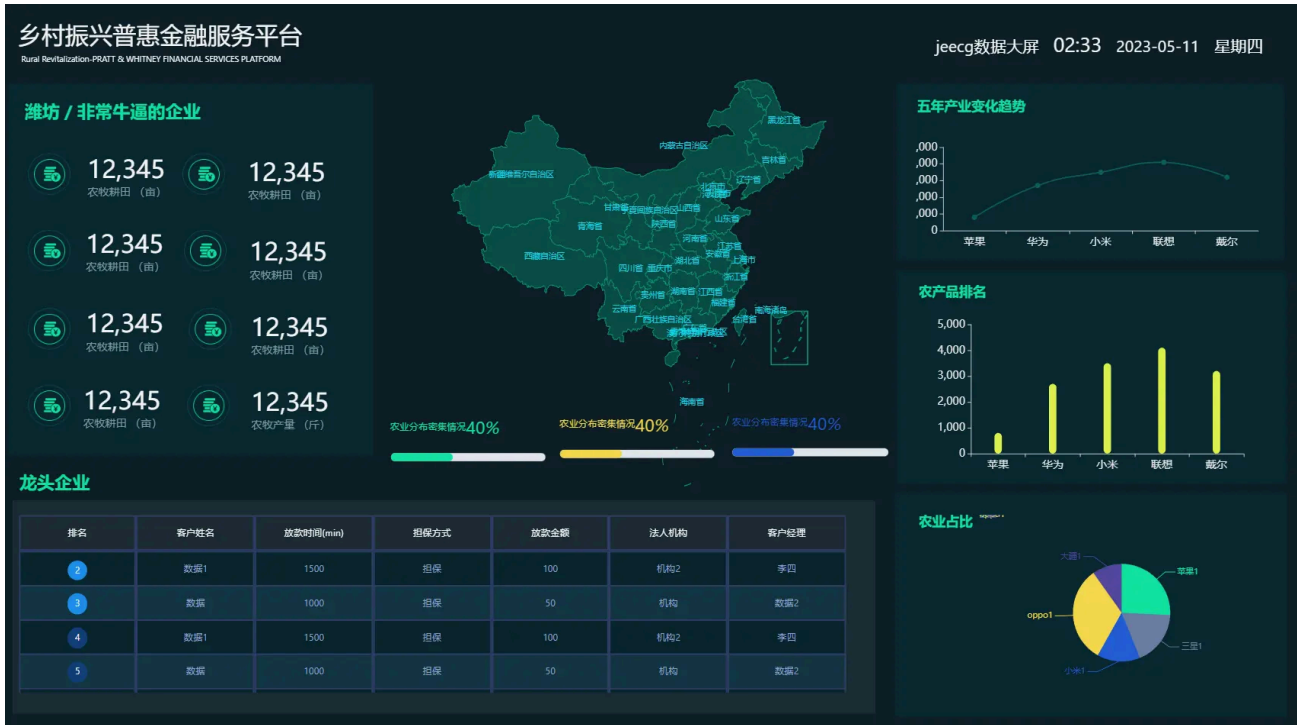 乡村振兴普惠金融服务平台
Rural Revitalization-PRATT & WHITNEY FINANCIAL SERVICES PLATFORM
jeecg数据大屏 02:33 2023-05-11 星期四
潍坊 / 非常牛逼的企业
12,345 12,345
农牧耕田 （亩） 农牧耕田 （亩）
12,345 12,345
农牧耕田 （亩） 农牧耕田 （亩）
12,345 12,345
农牧耕田 （亩） 农牧耕田 （亩）
12,345 12,345
农牧耕田 （亩） 农牧产量 （斤）
黑龙江省
内蒙古自治区
吉林省
新疆维吾尔自治区
辽宁省
北京市
甘肃省
宁夏回族自治区
山西省
山东省
青海省
陕西省
河南省
江苏省
西藏自治区
安徽省
上海市
四川省
重庆市
湖北省
浙江省
贵州省
湖南省
江西省
福建省
云南省
南海诸岛
广西壮族自治区
台湾省
海南省
农业分布密集情况40%
农业分布密集情况40%
农业分布密集情况40%
五年产业变化趋势
,000
,000
,000
,000
,000
0
苹果 华为 小米 联想 戴尔
农产品排名
5,000
4,000
3,000
2,000
1,000
0
苹果 华为 小米 联想 戴尔
龙头企业
排名 客户姓名 放款时间(min) 担保方式 放款金额 法人机构 客户经理
2 数据1 1500 担保 100 机构2 李四
3 数据 1000 担保 50 机构 数据2
4 数据1 1500 担保 100 机构2 李四
5 数据 1000 担保 50 机构 数据2
农业占比
苹果1
oppo1
三星1
小米1